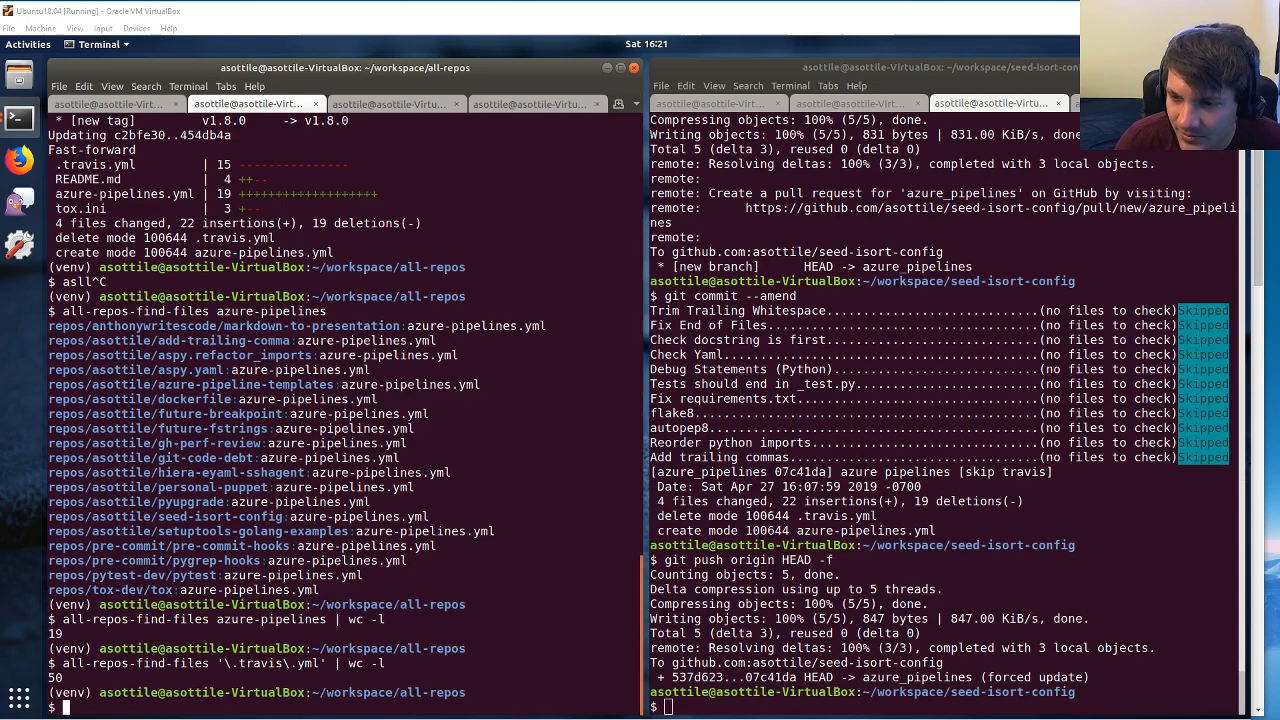 Ubuntu18.04 [Running] - Oracle VM VirtualBox
File Machine View Input Devices Help
Activities Terminal Sat 16:21
asottile@asottile-VirtualBox: ~/workspace/all-repos
File Edit View Search Terminal Tabs Help
asottile@asottile-Virt... asottile@asottile-Virt... asottile@asottile-Virtu... asottile@asottile-Virtu...
* [new tag] v1.8.0 -> v1.8.0
Updating c2bfe30..454db4a
Fast-forward
.travis.yml | 15 ---------------
README.md | 4 ++--
azure-pipelines.yml | 19 +++++++++++++++++++
tox.ini | 3 +--
4 files changed, 22 insertions(+), 19 deletions(-)
delete mode 100644 .travis.yml
create mode 100644 azure-pipelines.yml
(venv) asottile@asottile-VirtualBox:~/workspace/all-repos
$ asll^C
(venv) asottile@asottile-VirtualBox:~/workspace/all-repos
$ all-repos-find-files azure-pipelines
repos/anthonywritescode/markdown-to-presentation:azure-pipelines.yml
repos/asottile/add-trailing-comma:azure-pipelines.yml
repos/asottile/aspy.refactor_imports:azure-pipelines.yml
repos/asottile/aspy.yaml:azure-pipelines.yml
repos/asottile/azure-pipeline-templates:azure-pipelines.yml
repos/asottile/dockerfile:azure-pipelines.yml
repos/asottile/future-breakpoint:azure-pipelines.yml
repos/asottile/future-fstrings:azure-pipelines.yml
repos/asottile/gh-perf-review:azure-pipelines.yml
repos/asottile/git-code-debt:azure-pipelines.yml
repos/asottile/hiera-eyaml-sshagent:azure-pipelines.yml
repos/asottile/personal-puppet:azure-pipelines.yml
repos/asottile/pyupgrade:azure-pipelines.yml
repos/asottile/seed-isort-config:azure-pipelines.yml
repos/asottile/setuptools-golang-examples:azure-pipelines.yml
repos/pre-commit/pre-commit-hooks:azure-pipelines.yml
repos/pre-commit/pygrep-hooks:azure-pipelines.yml
repos/pytest-dev/pytest:azure-pipelines.yml
repos/tox-dev/tox:azure-pipelines.yml
(venv) asottile@asottile-VirtualBox:~/workspace/all-repos
$ all-repos-find-files azure-pipelines | wc -l
19
(venv) asottile@asottile-VirtualBox:~/workspace/all-repos
$ all-repos-find-files '\.travis\.yml' | wc -l
50
(venv) asottile@asottile-VirtualBox:~/workspace/all-repos
$
asottile@asottile-VirtualBox: ~/workspace/seed-isort-conf
File Edit View Search Terminal Tabs Help
asottile@asottile-Virtu... asottile@asottile-Virtu... asottile@asottile-Virtu...
Compressing objects: 100% (5/5), done.
Writing objects: 100% (5/5), 831 bytes | 831.00 KiB/s, done.
Total 5 (delta 3), reused 0 (delta 0)
remote: Resolving deltas: 100% (3/3), completed with 3 local objects.
remote:
remote: Create a pull request for 'azure_pipelines' on GitHub by visiting:
remote: https://github.com/asottile/seed-isort-config/pull/new/azure_pipeli
nes
remote:
To github.com:asottile/seed-isort-config
* [new branch] HEAD -> azure_pipelines
asottile@asottile-VirtualBox:~/workspace/seed-isort-config
$ git commit --amend
Trim Trailing Whitespace.................................(no files to check)Skipped
Fix End of Files.........................................(no files to check)Skipped
Check docstring is first.................................(no files to check)Skipped
Check Yaml...............................................(no files to check)Skipped
Debug Statements (Python)................................(no files to check)Skipped
Tests should end in _test.py.............................(no files to check)Skipped
Fix requirements.txt.....................................(no files to check)Skipped
flake8...................................................(no files to check)Skipped
autopep8.................................................(no files to check)Skipped
Reorder python imports...................................(no files to check)Skipped
Add trailing commas......................................(no files to check)Skipped
[azure_pipelines 07c41da] azure pipelines [skip travis]
Date: Sat Apr 27 16:07:59 2019 -0700
4 files changed, 22 insertions(+), 19 deletions(-)
delete mode 100644 .travis.yml
create mode 100644 azure-pipelines.yml
asottile@asottile-VirtualBox:~/workspace/seed-isort-config
$ git push origin HEAD -f
Counting objects: 5, done.
Delta compression using up to 5 threads.
Compressing objects: 100% (5/5), done.
Writing objects: 100% (5/5), 847 bytes | 847.00 KiB/s, done.
Total 5 (delta 3), reused 0 (delta 0)
remote: Resolving deltas: 100% (3/3), completed with 3 local objects.
To github.com:asottile/seed-isort-config
+ 537d623...07c41da HEAD -> azure_pipelines (forced update)
asottile@asottile-VirtualBox:~/workspace/seed-isort-config
$